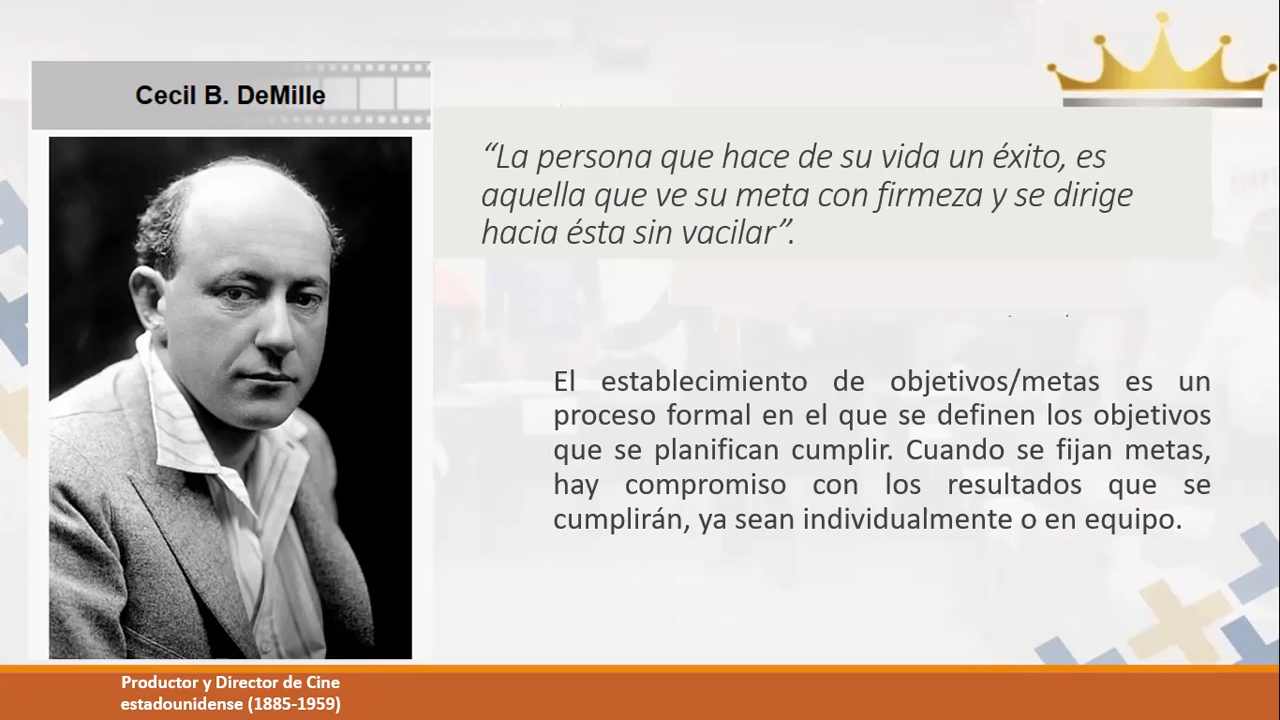 Cecil B. DeMille
“La persona que hace de su vida un éxito, es
aquella que ve su meta con firmeza y se dirige
hacia ésta sin vacilar”.
El establecimiento de objetivos/metas es un
proceso formal en el que se definen los objetivos
que se planifican cumplir. Cuando se fijan metas,
hay compromiso con los resultados que se
cumplirán, ya sean individualmente o en equipo.
Productor y Director de Cine
estadounidense (1885-1959)